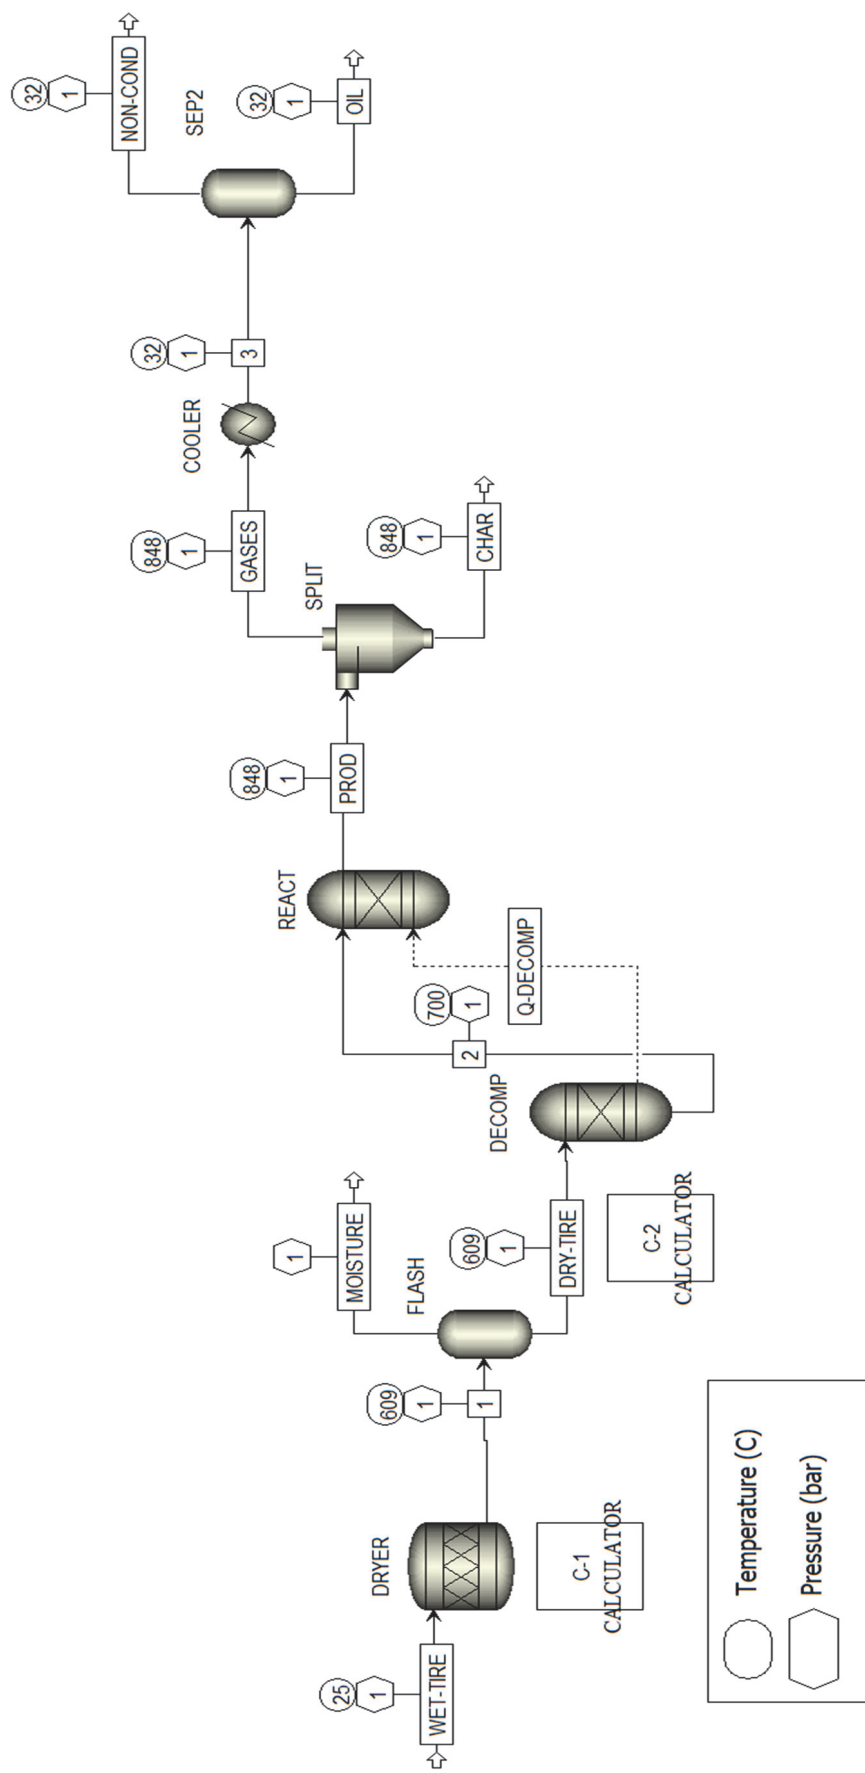 25
1
WET-TIRE
DRYER
C-1
CALCULATOR
609
1
1
FLASH
1
MOISTURE
609
1
DRY-TIRE
C-2
CALCULATOR
DECOMP
700
1
2
Q-DECOMP
REACT
848
1
PROD
SPLIT
848
1
GASES
848
1
CHAR
COOLER
32
1
3
SEP2
32
1
NON-COND
32
1
OIL
Temperature (C)
Pressure (bar)